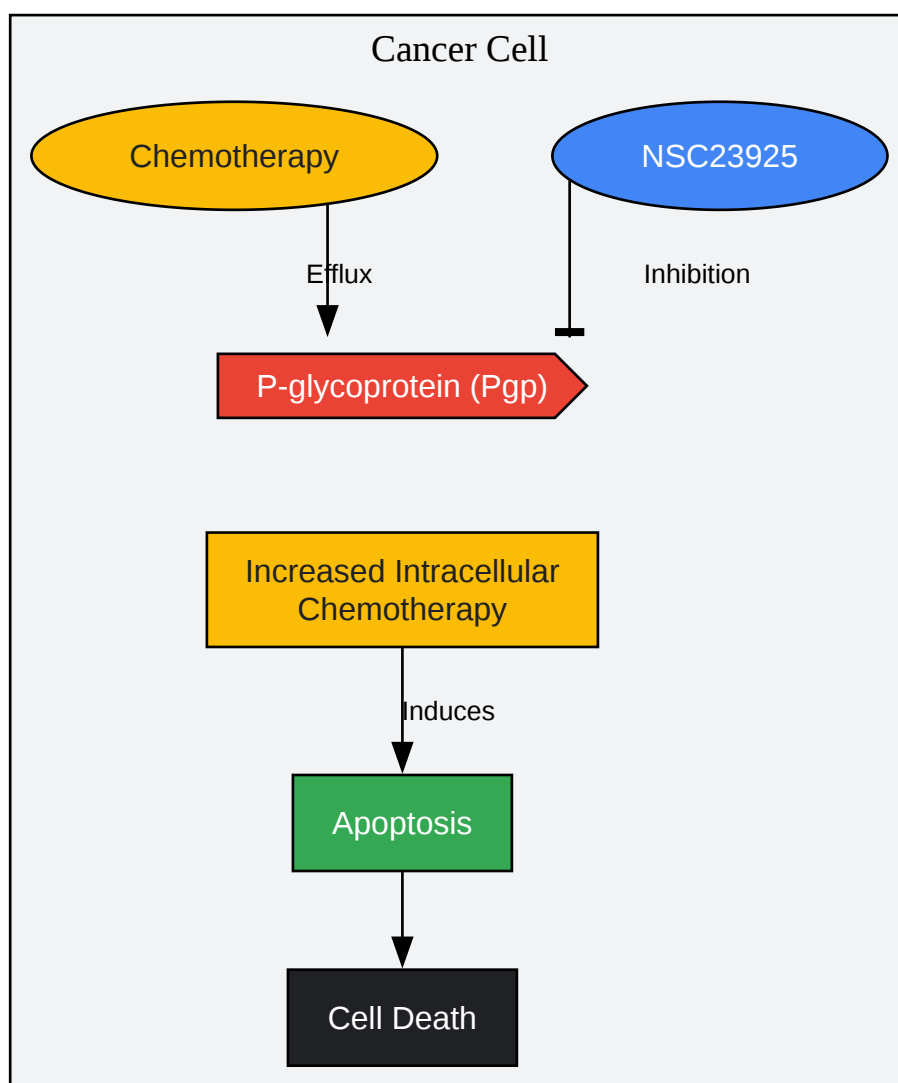 Cancer Cell
Chemotherapy
NSC23925
Efflux
Inhibition
P-glycoprotein (Pgp)
Increased Intracellular
Chemotherapy
Induces
Apoptosis
Cell Death